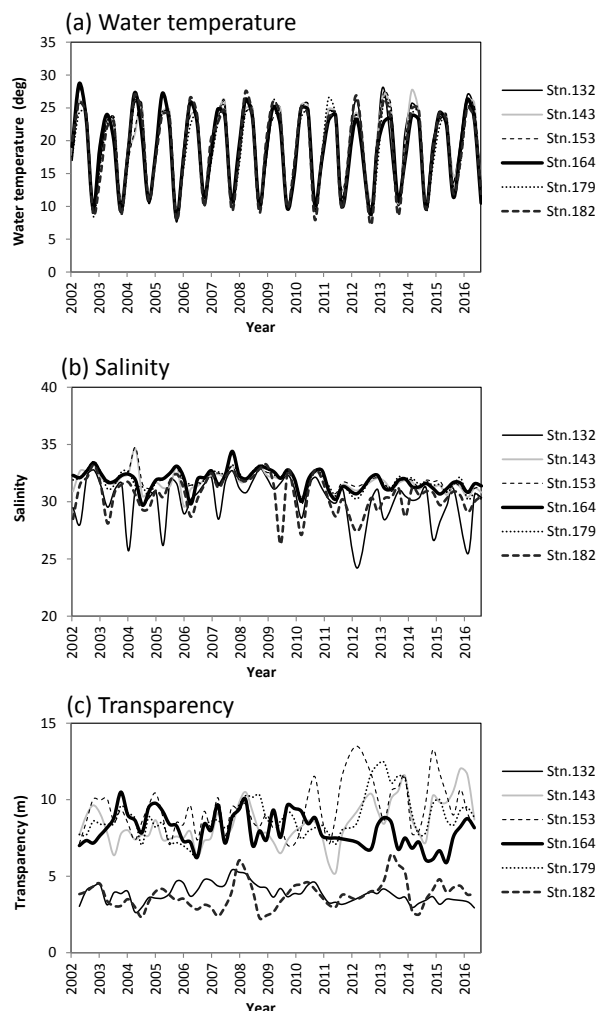 (a) Water temperature
35
30
25
20
15
10
5
0
Water temperature (deg)
2002
2003
2004
2005
2006
2007
2008
2009
2010
2011
2012
2013
2014
2015
2016
Year
Stn.132
Stn.143
Stn.153
Stn.164
Stn.179
Stn.182
(b) Salinity
40
35
30
25
20
Salinity
2002
2003
2004
2005
2006
2007
2008
2009
2010
2011
2012
2013
2014
2015
2016
Year
Stn.132
Stn.143
Stn.153
Stn.164
Stn.179
Stn.182
(c) Transparency
15
10
5
0
Transparency (m)
2002
2003
2004
2005
2006
2007
2008
2009
2010
2011
2012
2013
2014
2015
2016
Year
Stn.132
Stn.143
Stn.153
Stn.164
Stn.179
Stn.182